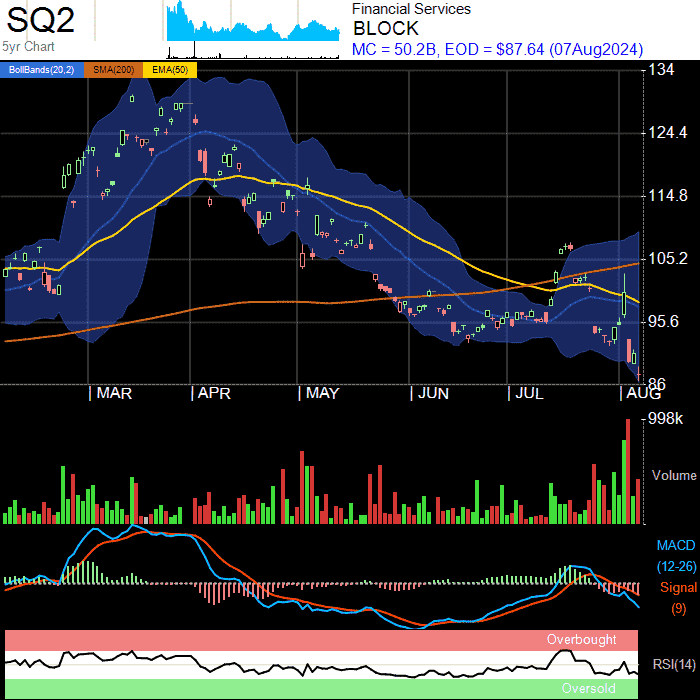 SQ2
5yr Chart
Financial Services
BLOCK
MC = 50.2B, EOD = $87.64 (07Aug2024)
BollBands(20,2) SMA(200) EMA(50)
134
124.4
114.8
105.2
95.6
86
MAR APR MAY JUN JUL AUG
998k
Volume
MACD
(12-26)
Signal
(9)
Overbought
RSI(14)
Oversold